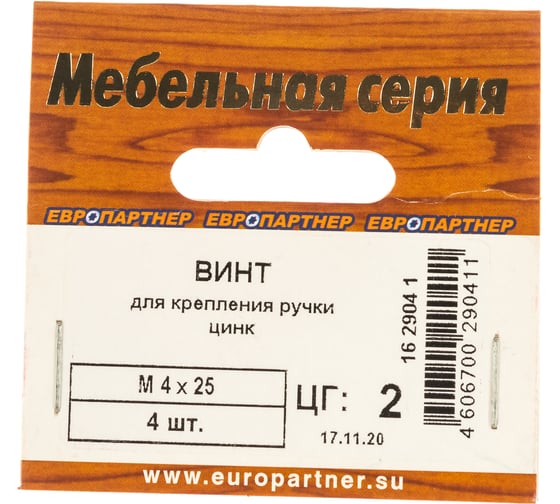 Мебельная серия
ЕВРОПАРТНЕР ЕВРОПАРТНЕР ЕВРОПАРТНЕР
ВИНТ
для крепления ручки
цинк
М 4 х 25
4 шт.
ЦГ: 2
17.11.20
16 2904 1
4 606700 290411
www.europartner.su